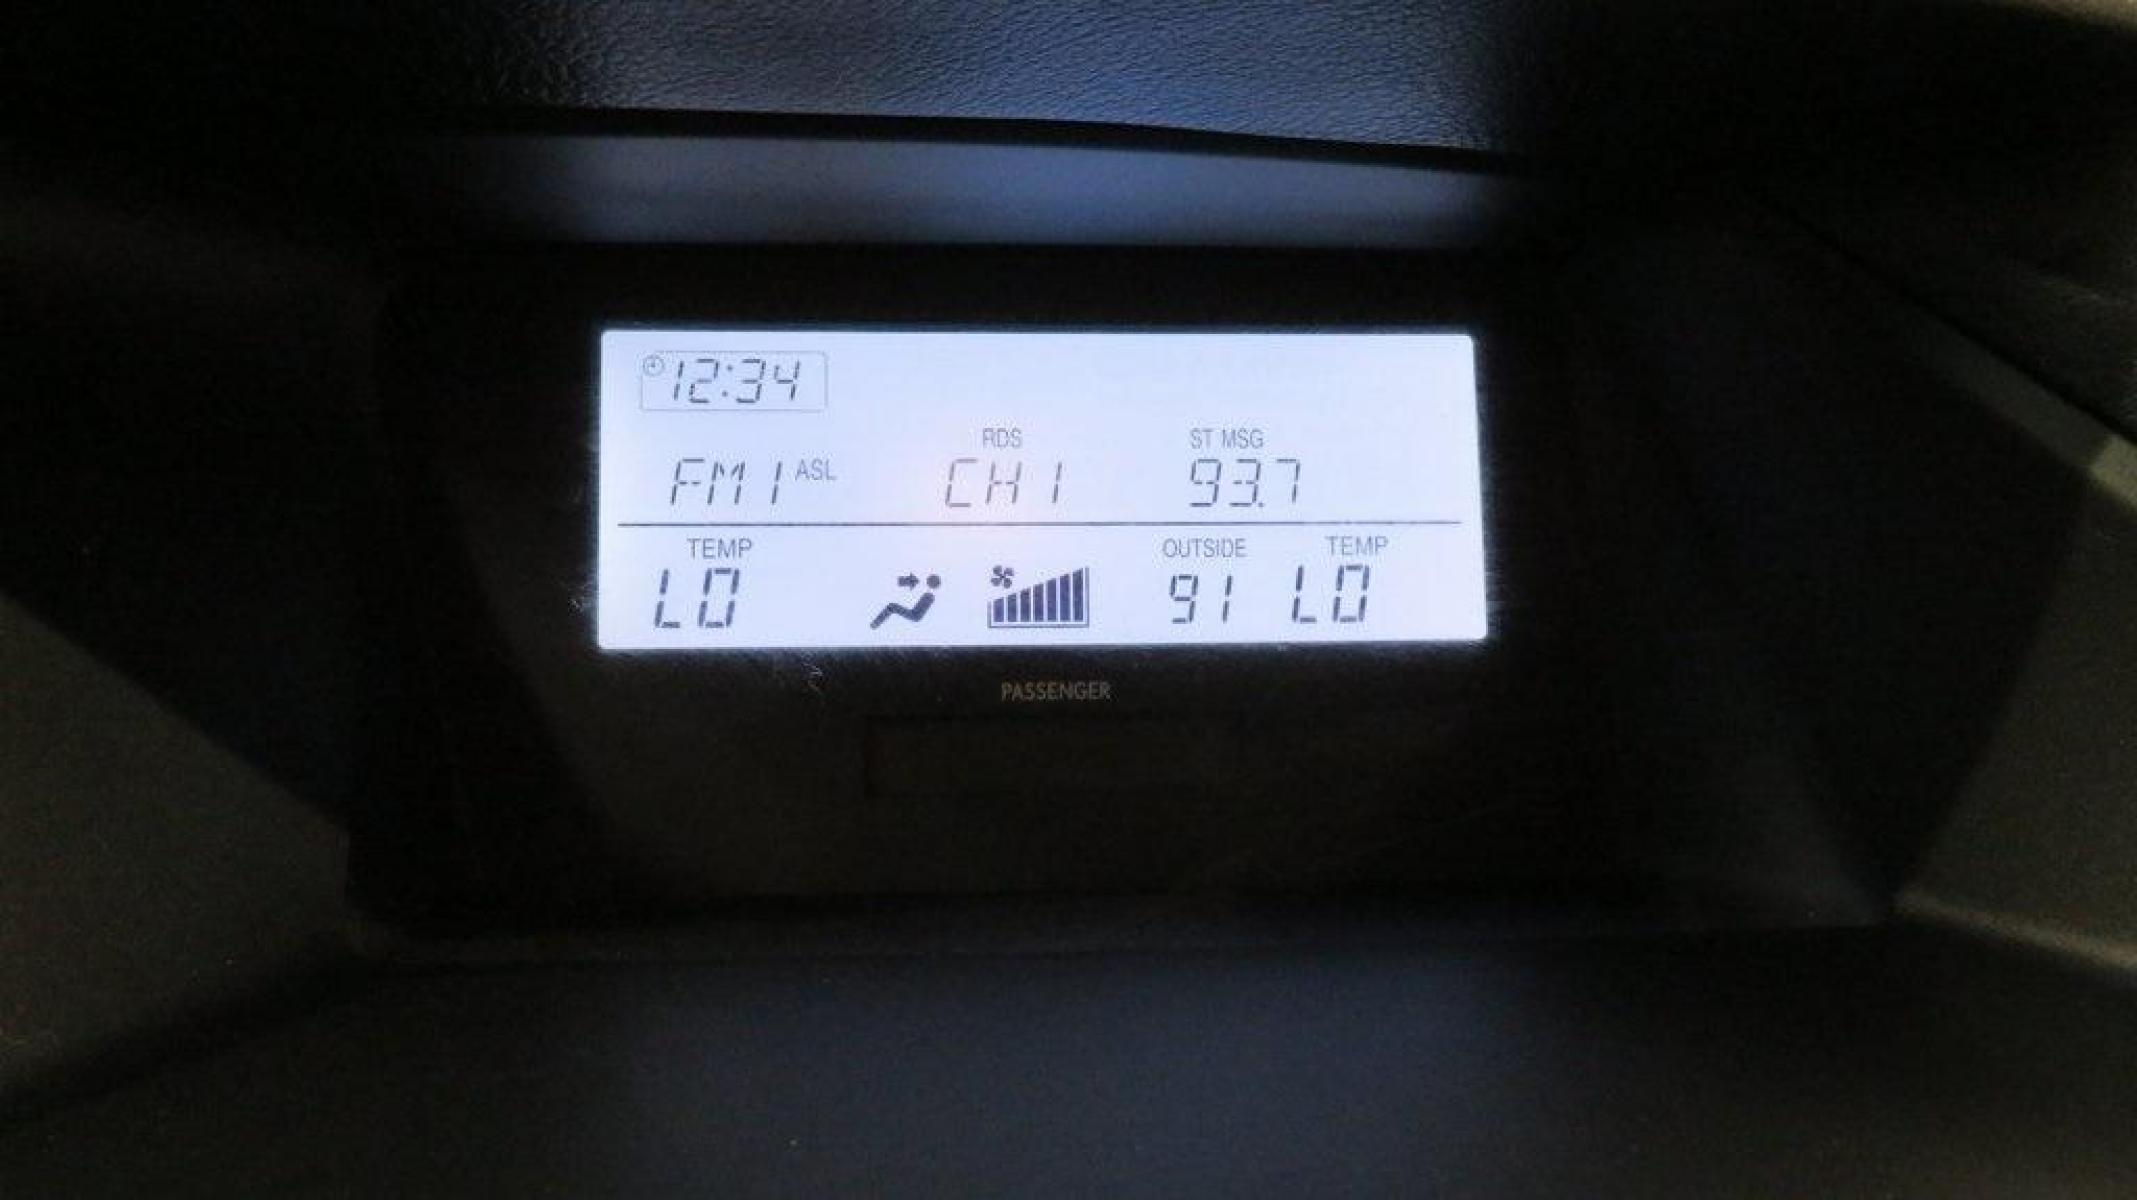 12:34
RDS ST MSG
FM1 ASL CH1 93.7
TEMP OUTSIDE TEMP
LO 91 LO
PASSENGER